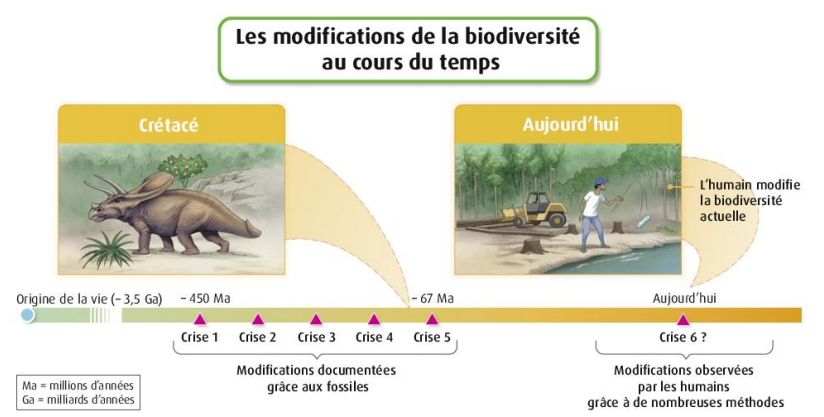 Les modifications de la biodiversité
au cours du temps
Crétacé
Aujourd'hui
L'humain modifie
la biodiversité
actuelle
Origine de la vie (– 3,5 Ga)
– 450 Ma
– 67 Ma
Aujourd'hui
Crise 1
Crise 2
Crise 3
Crise 4
Crise 5
Crise 6 ?
Modifications documentées
grâce aux fossiles
Modifications observées
par les humains
grâce à de nombreuses méthodes
Ma = millions d'années
Ga = milliards d'années